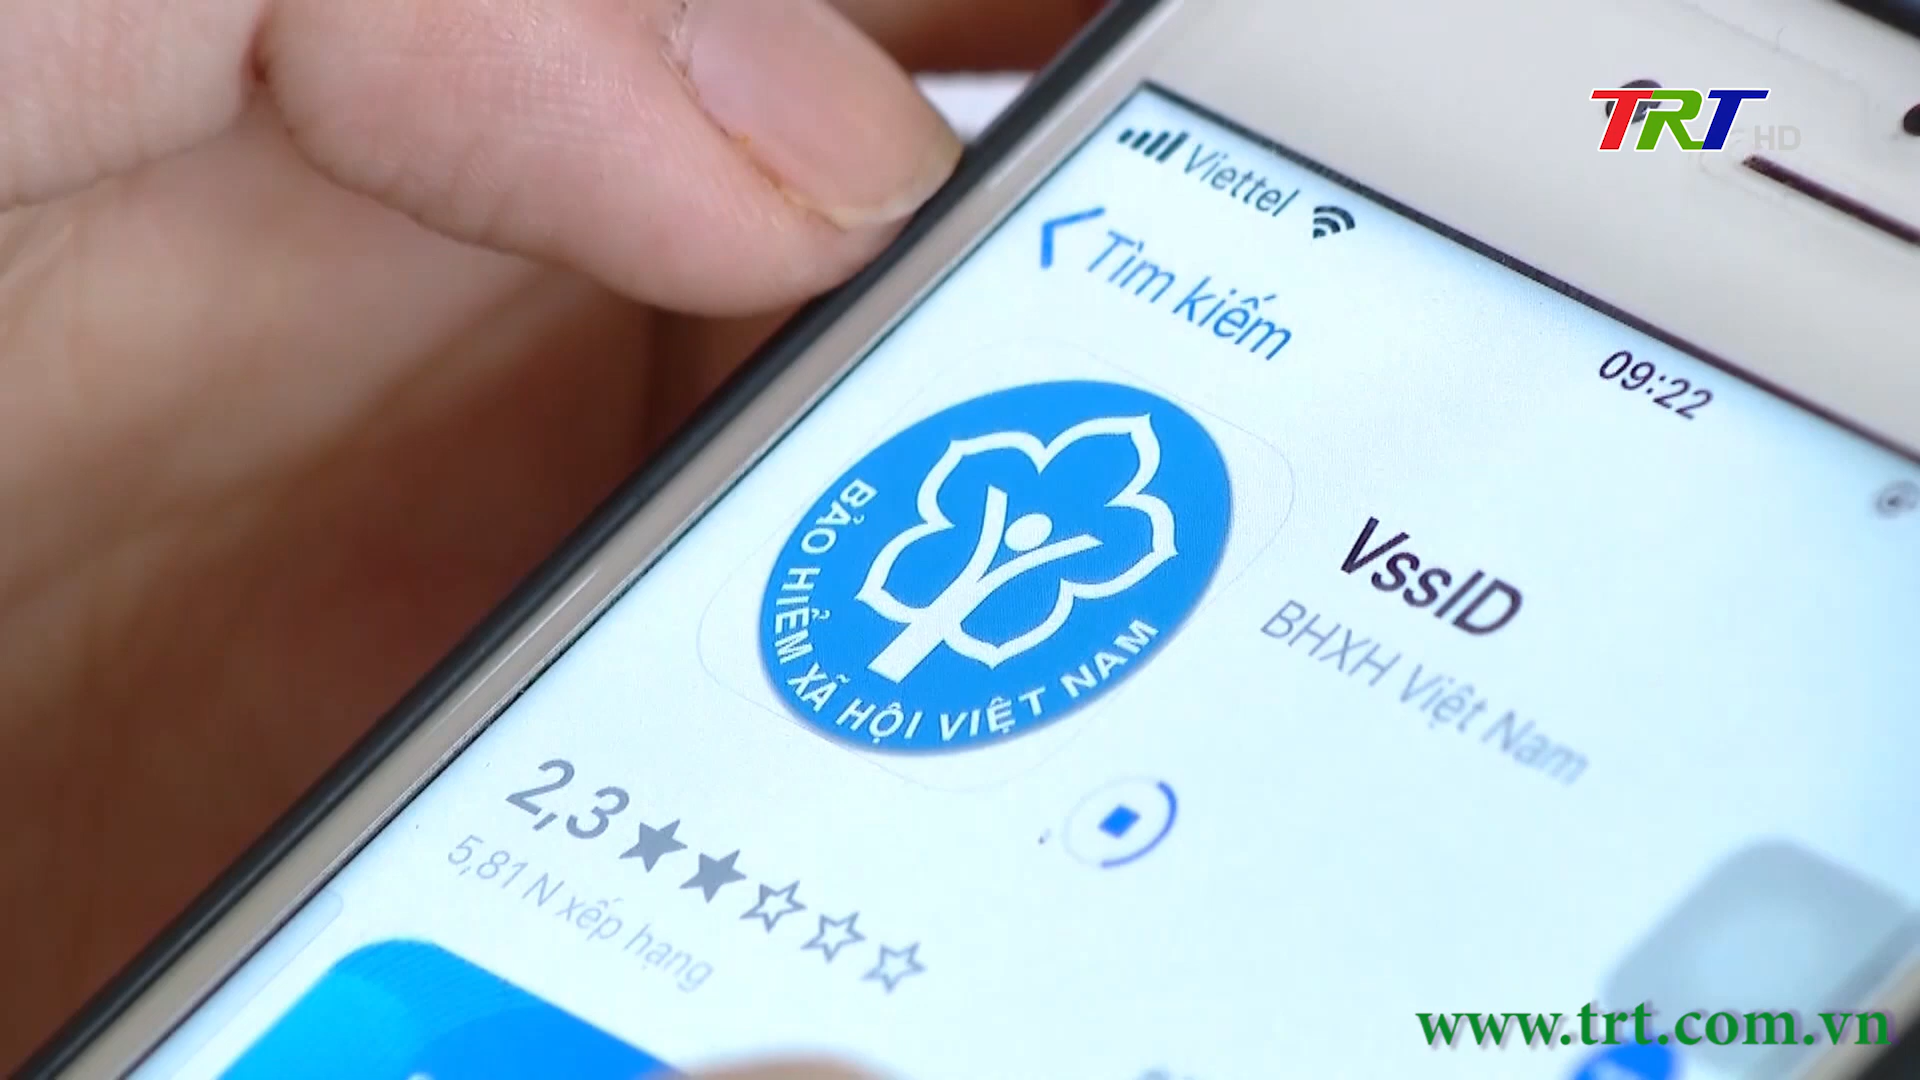 TRT HD
Viettel
Tìm kiếm
09:22
BẢO HIỂM XÃ HỘI VIỆT NAM
VssID
BHXH Việt Nam
2,3
5,81 N xếp hạng
www.trt.com.vn